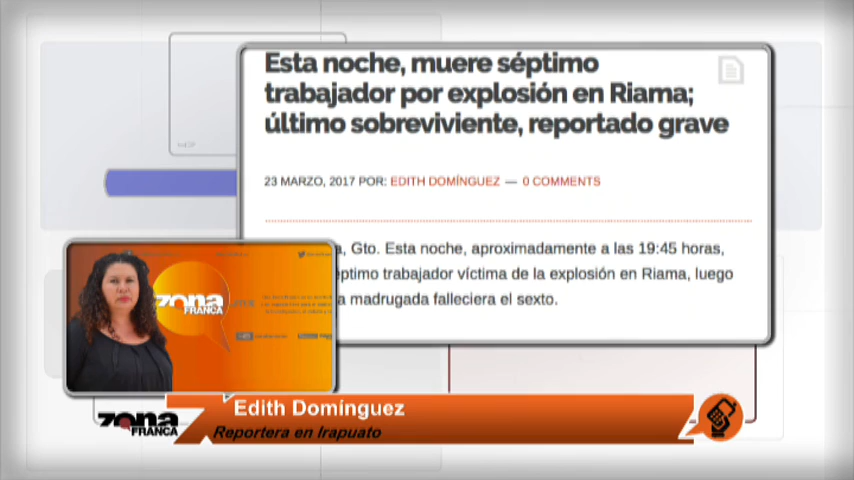 Esta noche, muere séptimo
trabajador por explosión en Riama;
último sobreviviente, reportado grave
23 MARZO, 2017 POR: EDITH DOMÍNGUEZ — 0 COMMENTS
, Gto. Esta noche, aproximadamente a las 19:45 horas,
séptimo trabajador víctima de la explosión en Riama, luego
madrugada falleciera el sexto.
zona
FRANCA
Edith Domínguez
Reportera en Irapuato
zona
FRANCA